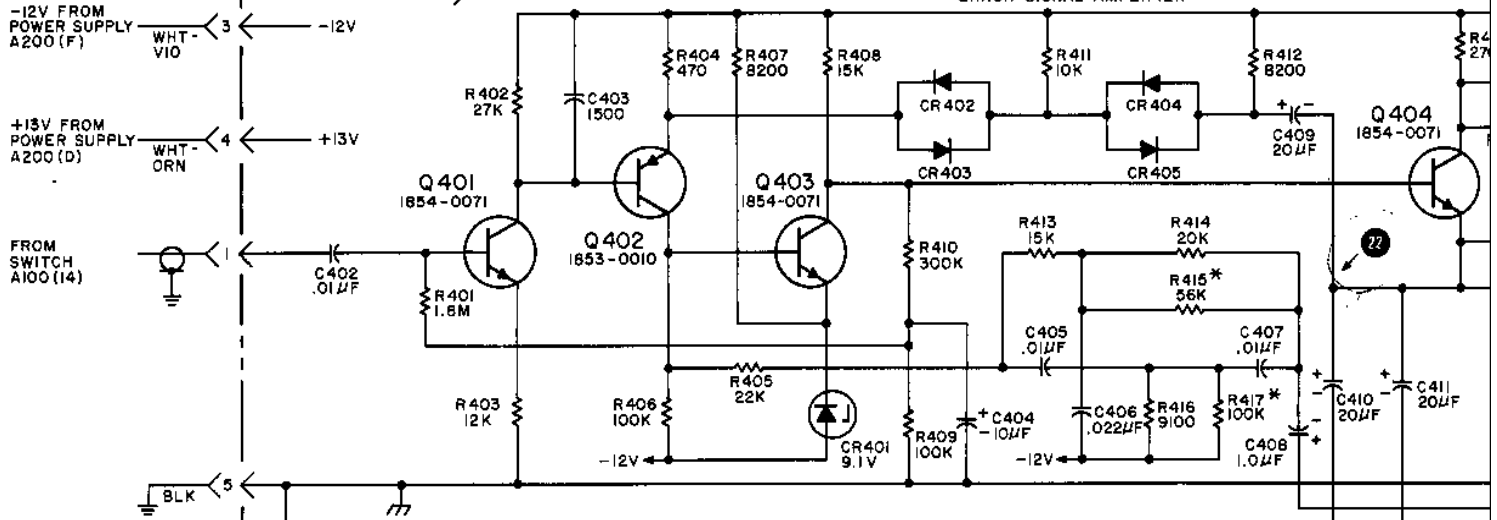 -12V FROM
POWER SUPPLY
A200 (F)
3
WHT-
VIO
-12V
+13V FROM
POWER SUPPLY
A200 (D)
4
WHT-
ORN
+13V
FROM
SWITCH
A100 (14)
1
BLK
5
C402
.01µF
R401
1.8M
R402
27K
C403
1500
Q401
1854-0071
R403
12K
R404
470
R407
8200
R408
15K
Q402
1853-0010
Q403
1854-0071
R405
22K
R406
100K
-12V
CR401
9.1V
R410
300K
R409
100K
+
-
C404
10µF
CR402
CR403
R411
10K
CR404
CR405
R412
8200
+
-
C409
20µF
Q404
1854-0071
R413
15K
R414
20K
R415*
56K
C405
.01µF
C407
.01µF
C406
.022µF
R416
9100
R417*
100K
-12V
C408
1.0µF
-
+
22
+
-
C410
20µF
+
-
C411
20µF